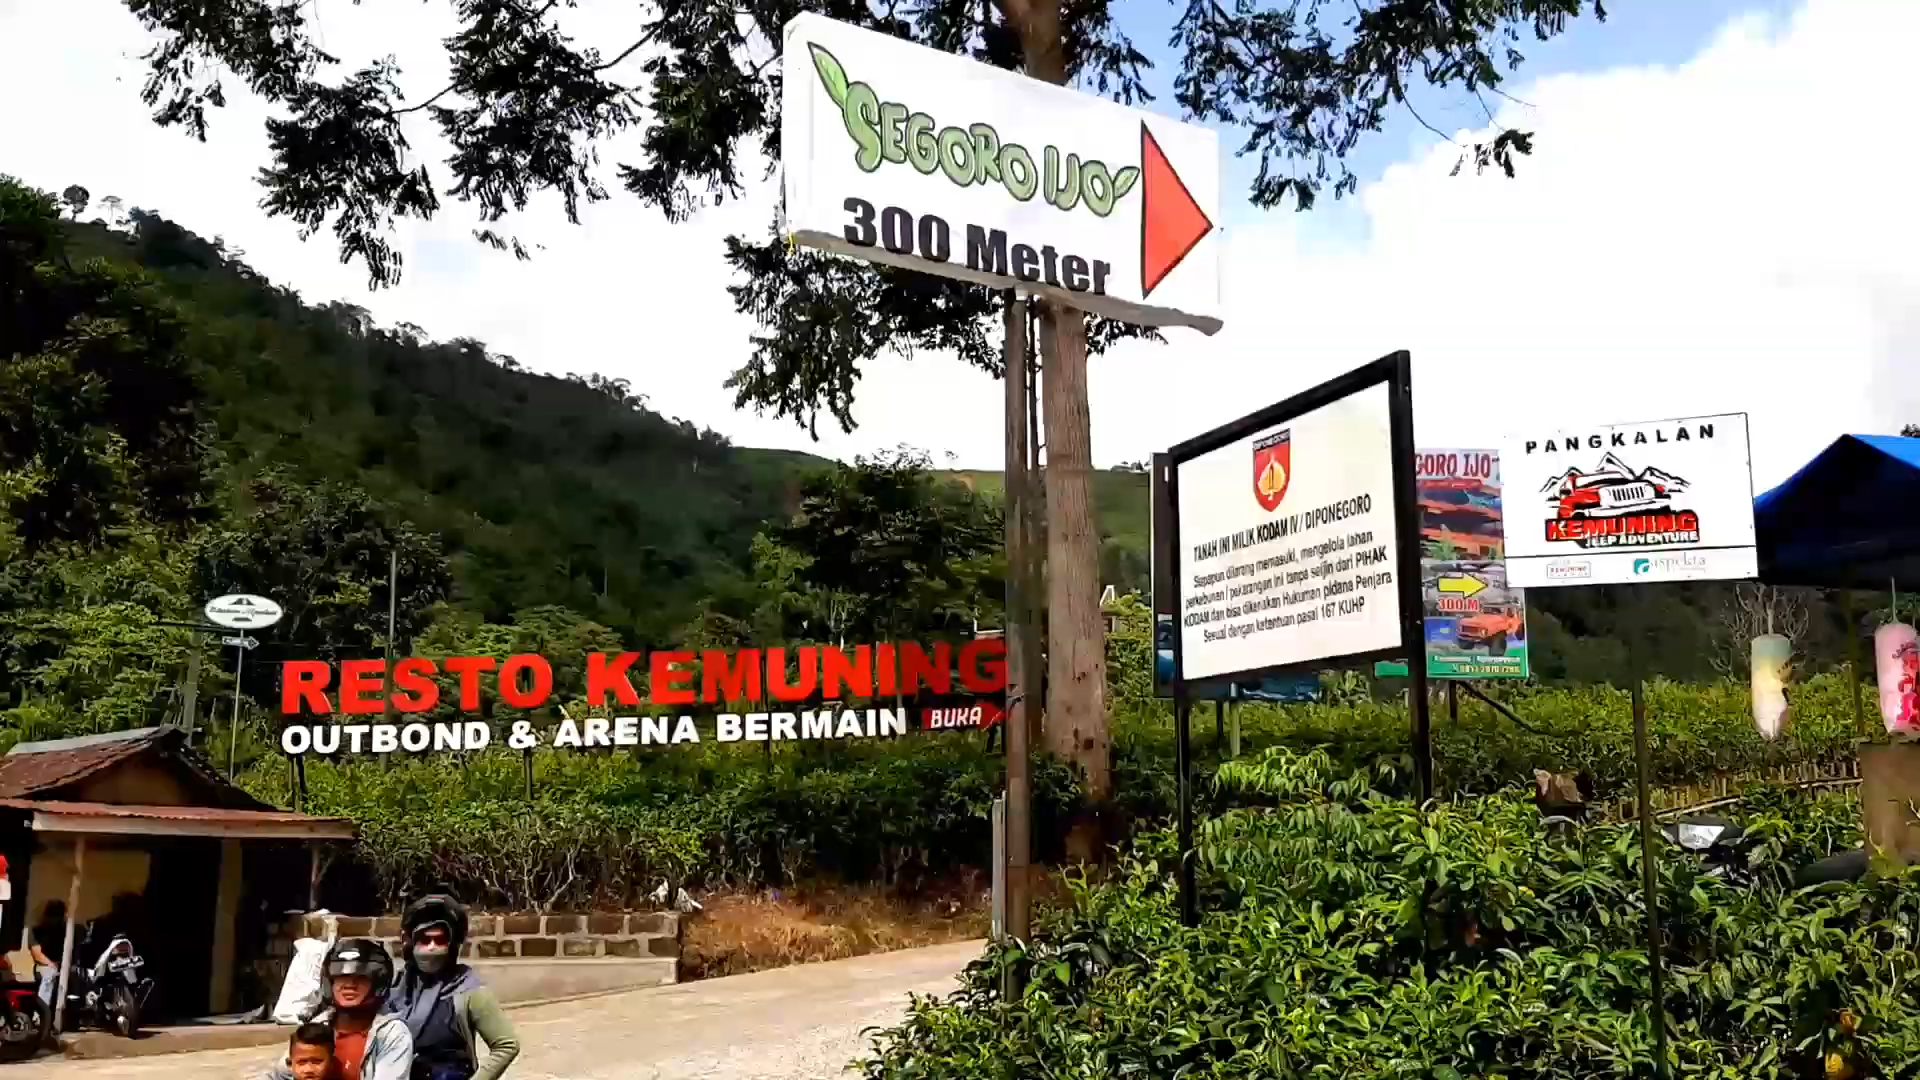 SEGORO IJO
300 Meter
DIPONEGORO
TANAH INI MILIK KODAM IV / DIPONEGORO
Siapapun dilarang memasuki, mengelola lahan
perkebunan / pekarangan ini tanpa seijin dari PIHAK
KODAM dan bisa dikenakan Hukuman pidana Penjara
Sesuai dengan ketentuan pasal 167 KUHP
GORO IJO
300 M
PANGKALAN
KEMUNING
JEEP ADVENTURE
KEMUNING
RESTO KEMUNING
OUTBOND & ARENA BERMAIN
BUKA